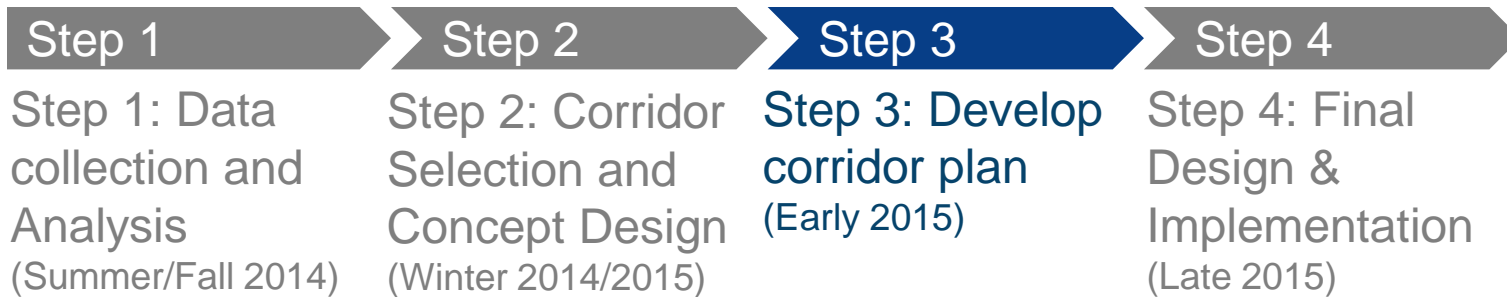 Step 1
Step 2
Step 3
Step 4
Step 1: Data
collection and
Analysis
(Summer/Fall 2014)
Step 2: Corridor
Selection and
Concept Design
(Winter 2014/2015)
Step 3: Develop
corridor plan
(Early 2015)
Step 4: Final
Design &
Implementation
(Late 2015)